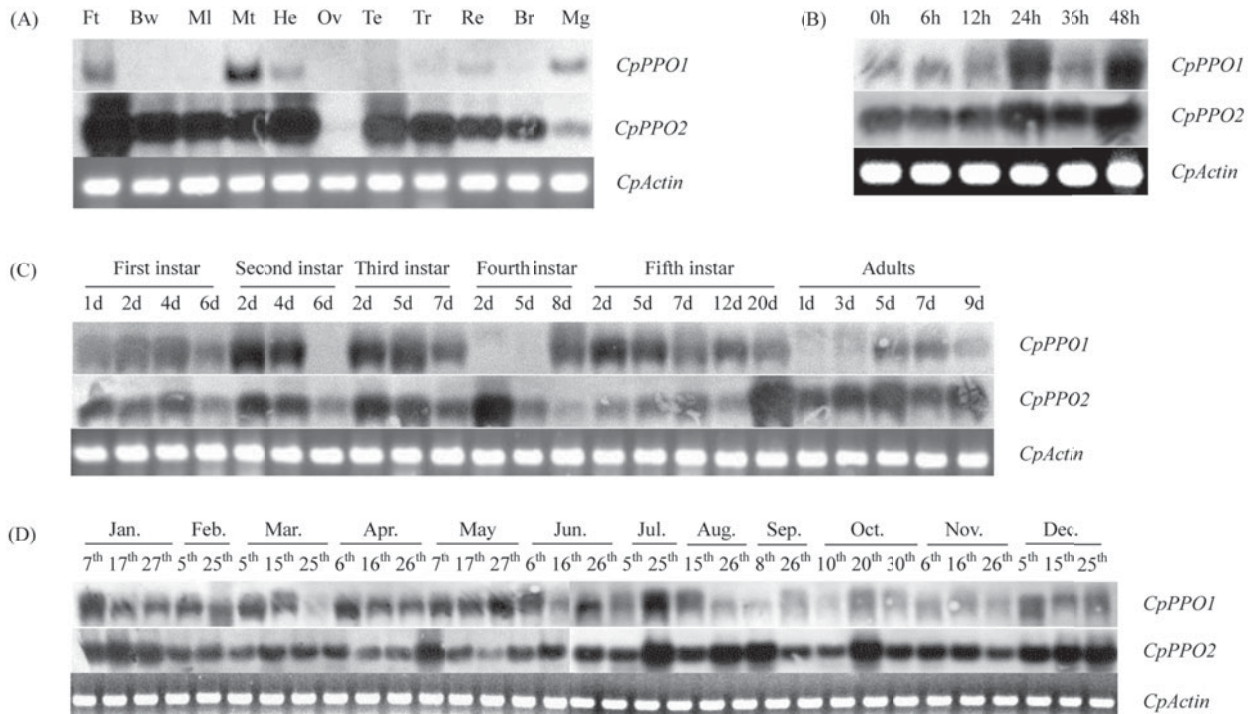 (A) Ft Bw Ml Mt He Ov Te Tr Re Br Mg
CpPPO1
CpPPO2
CpActin
(B) 0h 6h 12h 24h 36h 48h
CpPPO1
CpPPO2
CpActin
(C) First instar Second instar Third instar Fourth instar Fifth instar Adults
1d 2d 4d 6d 2d 4d 6d 2d 5d 7d 2d 5d 8d 2d 5d 7d 12d 20d 1d 3d 5d 7d 9d
CpPPO1
CpPPO2
CpActin
(D) Jan. Feb. Mar. Apr. May Jun. Jul. Aug. Sep. Oct. Nov. Dec.
7th 17th 27th 5th 25th 5th 15th 25th 6th 16th 26th 7th 17th 27th 6th 16th 26th 5th 25th 15th 26th 8th 26th 10th 20th 30th 6th 16th 26th 5th 15th 25th
CpPPO1
CpPPO2
CpActin